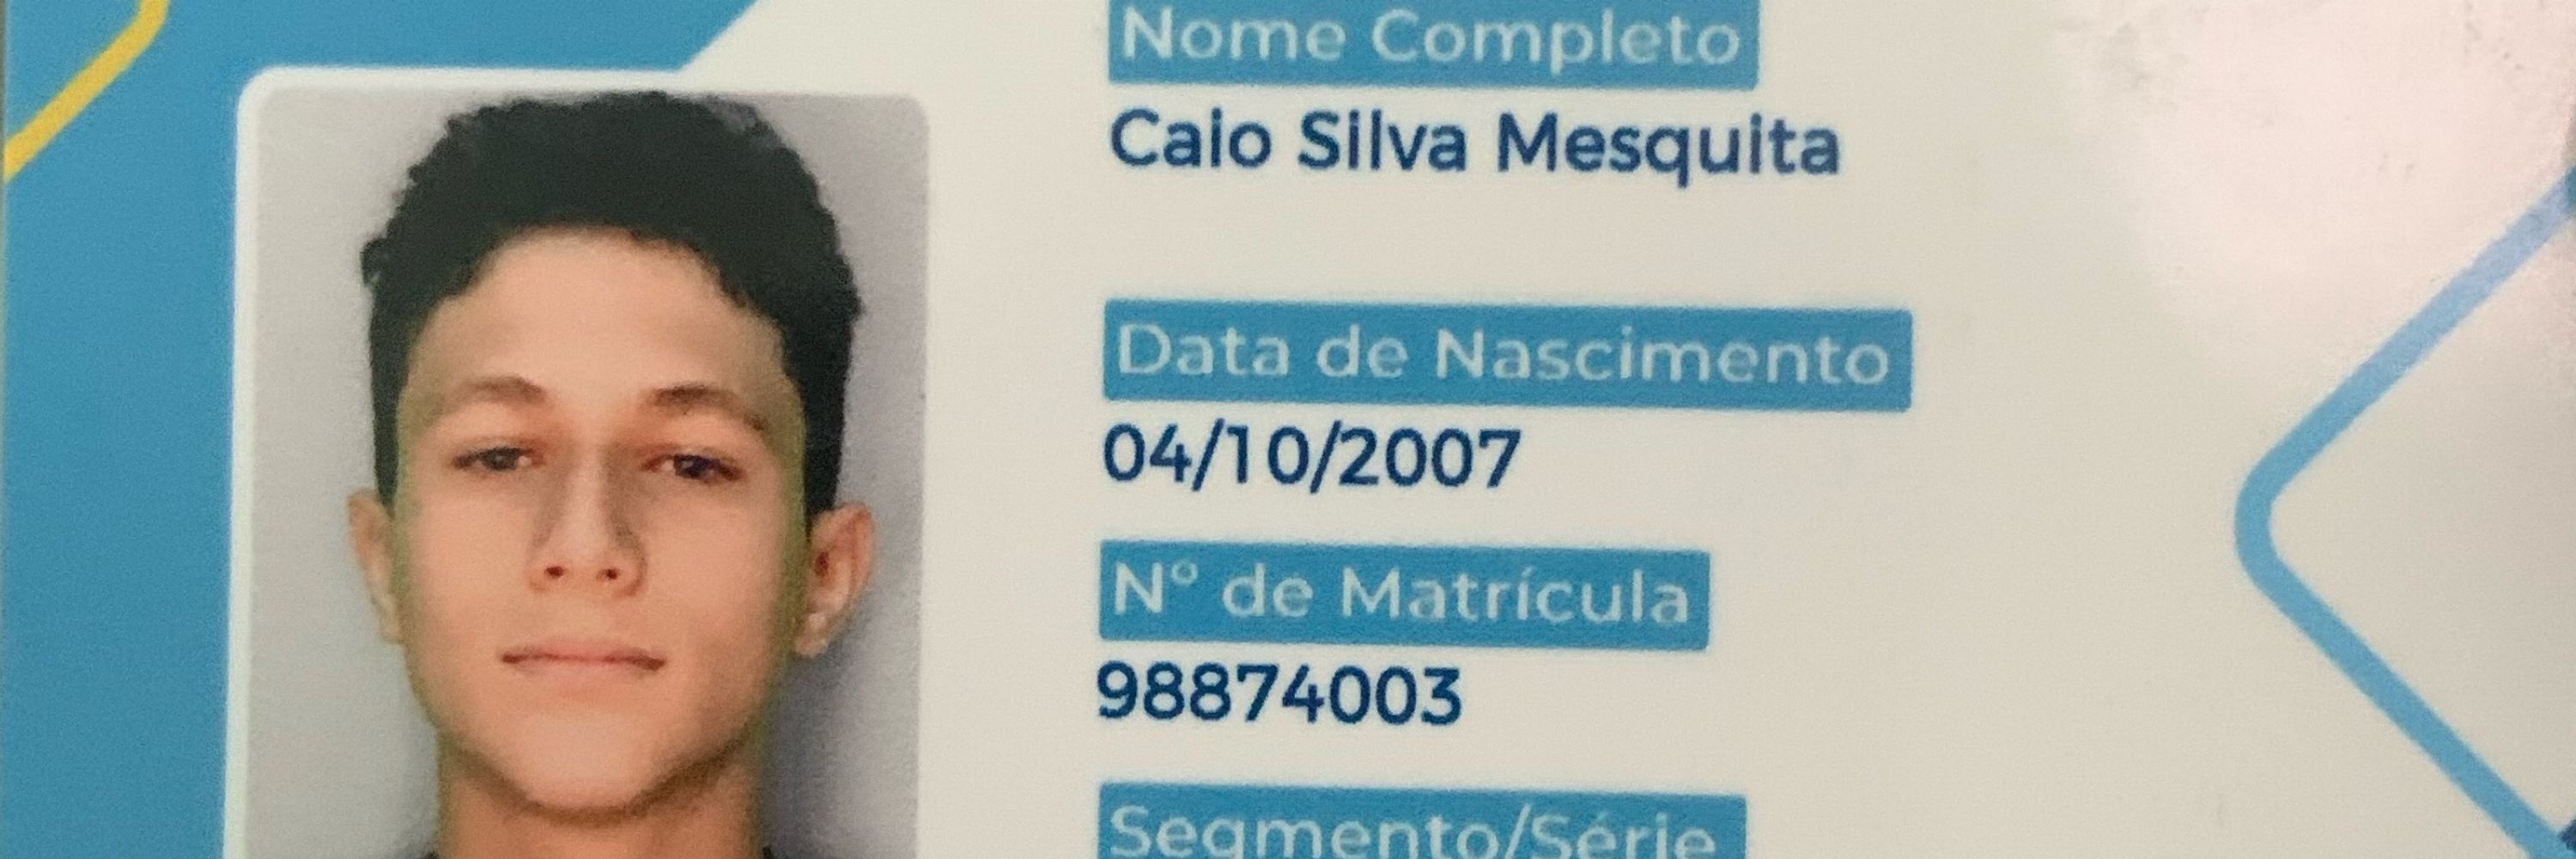 Nome Completo
Caio Silva Mesquita
Data de Nascimento
04/10/2007
Nº de Matrícula
98874003
Segmento/Série